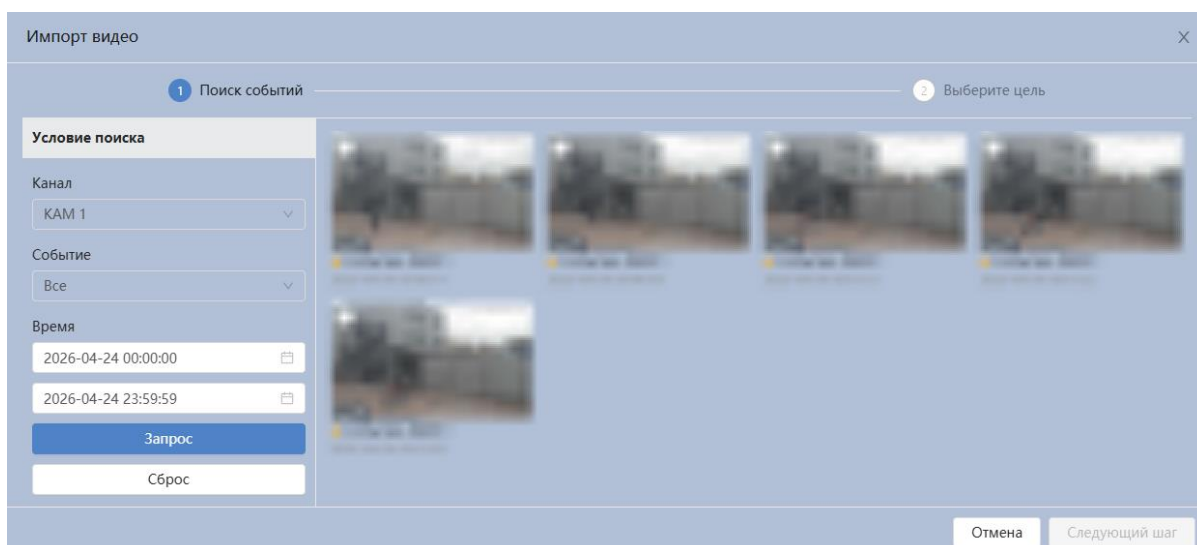 Импорт видео
1 Поиск событий
2 Выберите цель
Условие поиска
Канал
КАМ 1
Событие
Все
Время
2026-04-24 00:00:00
2026-04-24 23:59:59
Запрос
Сброс
Отмена
Следующий шаг